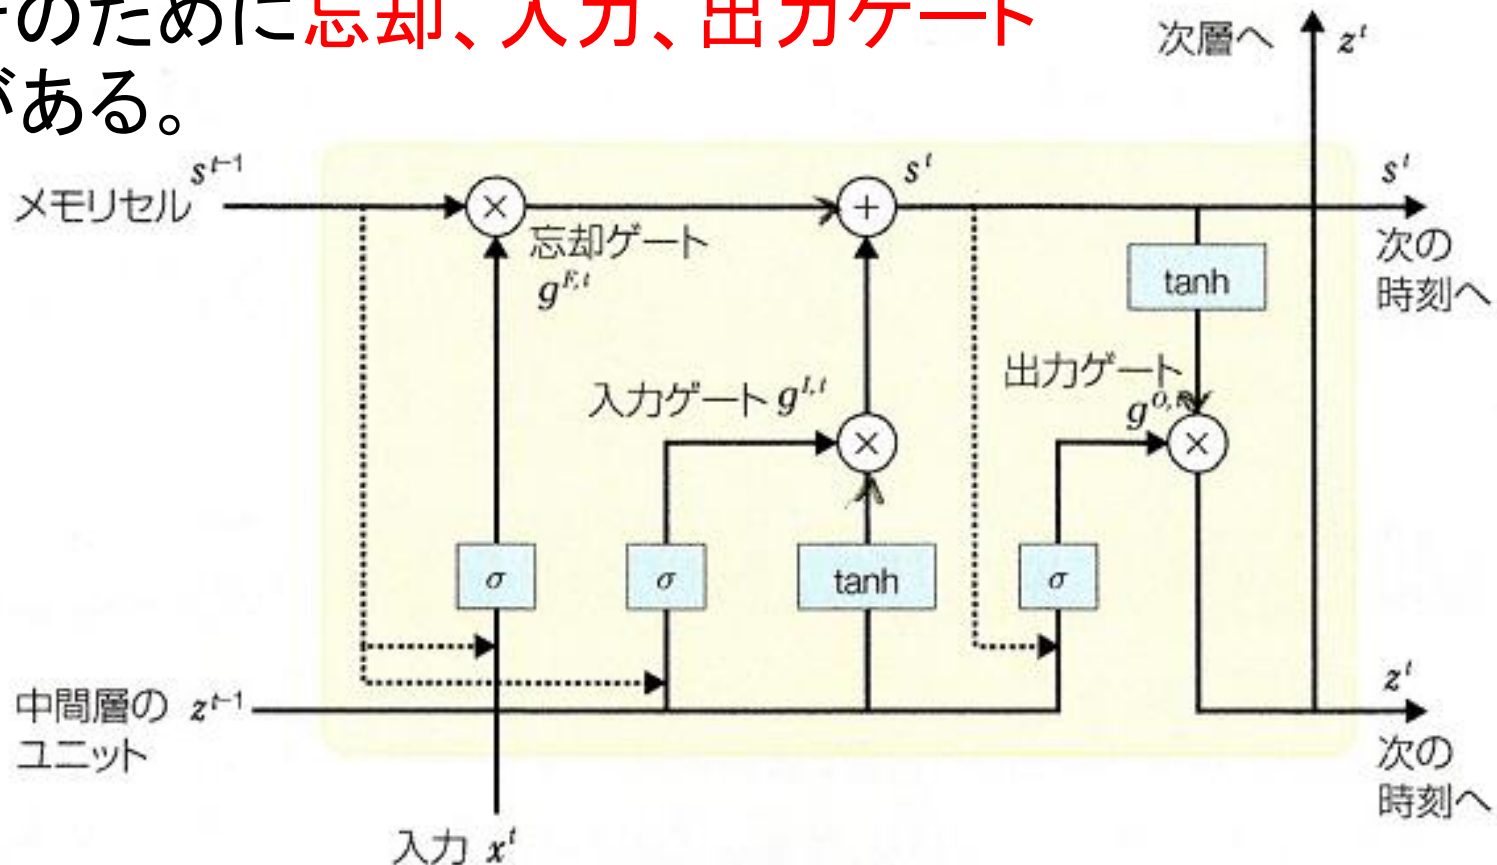 そのために忘却、入力、出力ゲート
がある。
次層へ z^t
メモリセル s^{t-1}
× + s^t s^t
忘却ゲート
g^{F,t}
次の
時刻へ
tanh
出力ゲート
入力ゲート g^{I,t}
g^{O,t}
× ×
σ σ tanh σ
中間層の z^{t-1}
ユニット
z^t
次の
時刻へ
入力 x^t